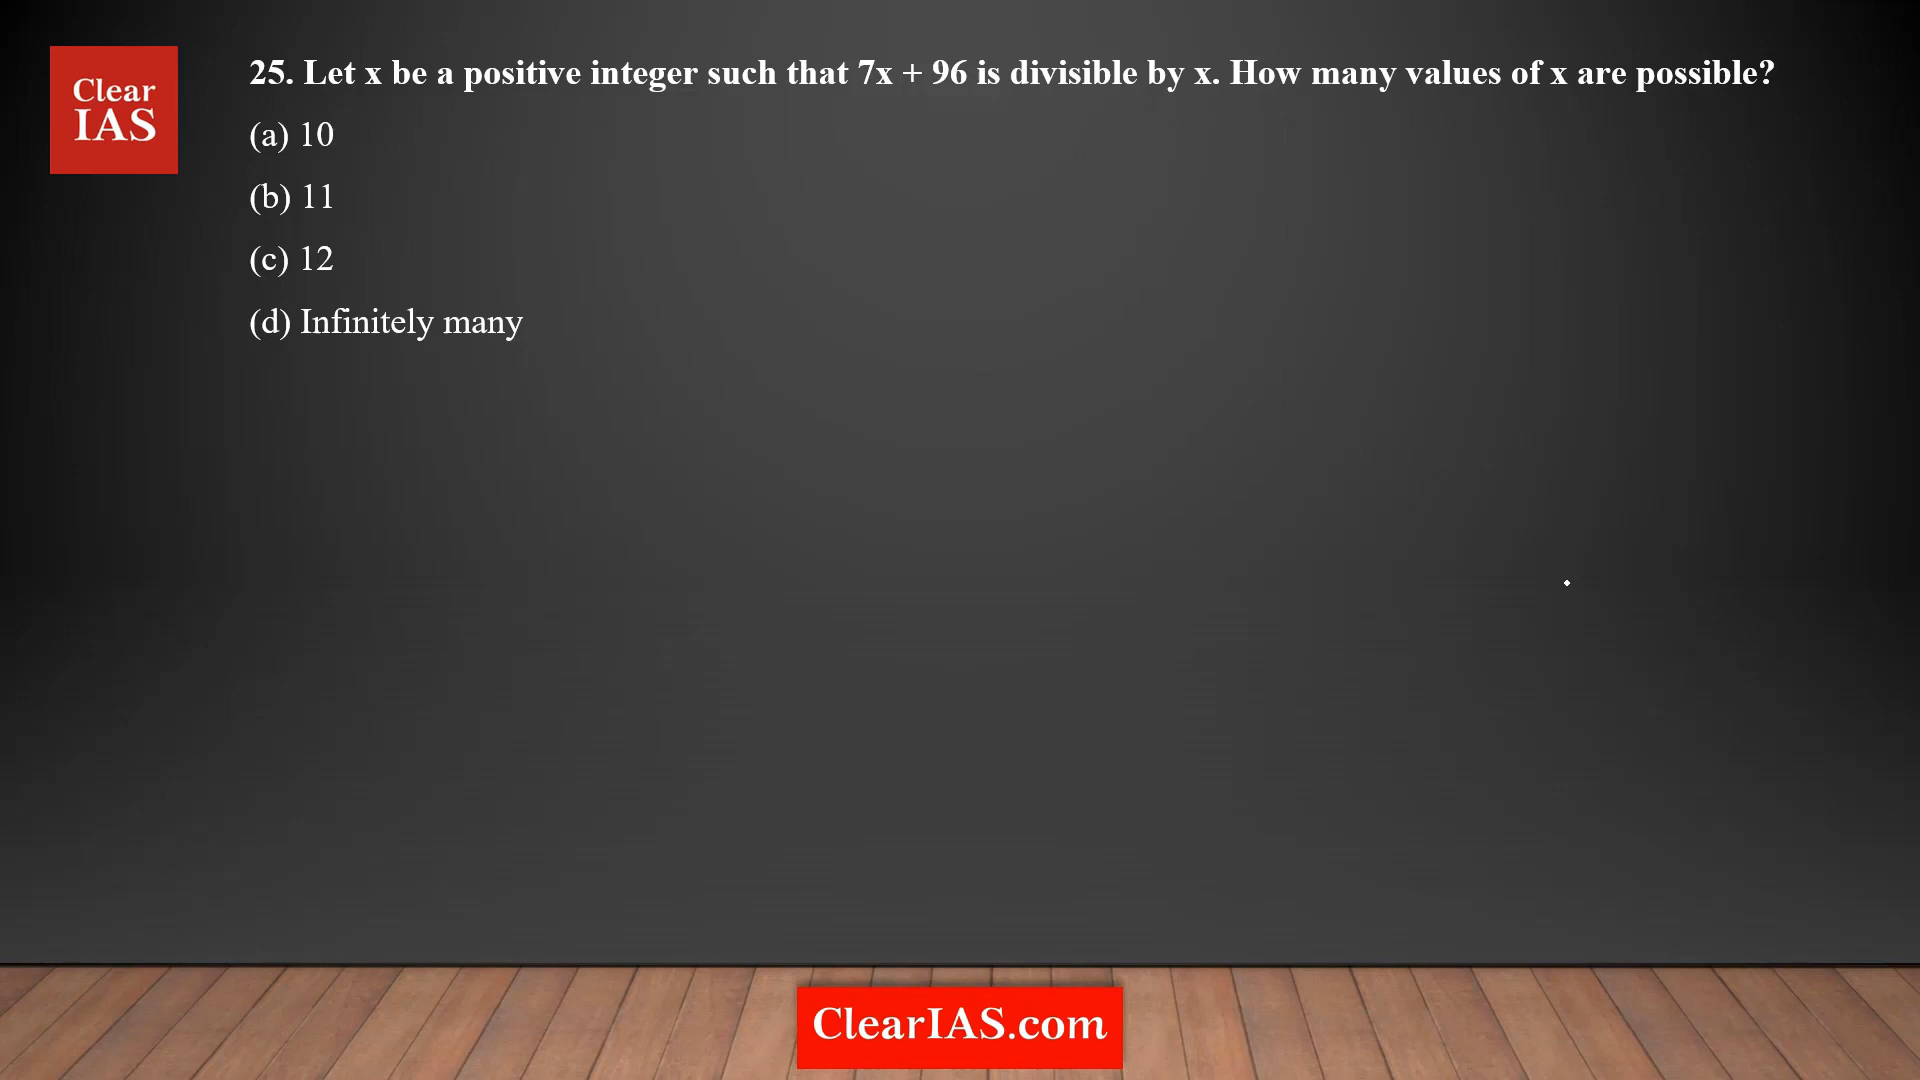 Clear
IAS
25. Let x be a positive integer such that 7x + 96 is divisible by x. How many values of x are possible?
(a) 10
(b) 11
(c) 12
(d) Infinitely many
ClearIAS.com